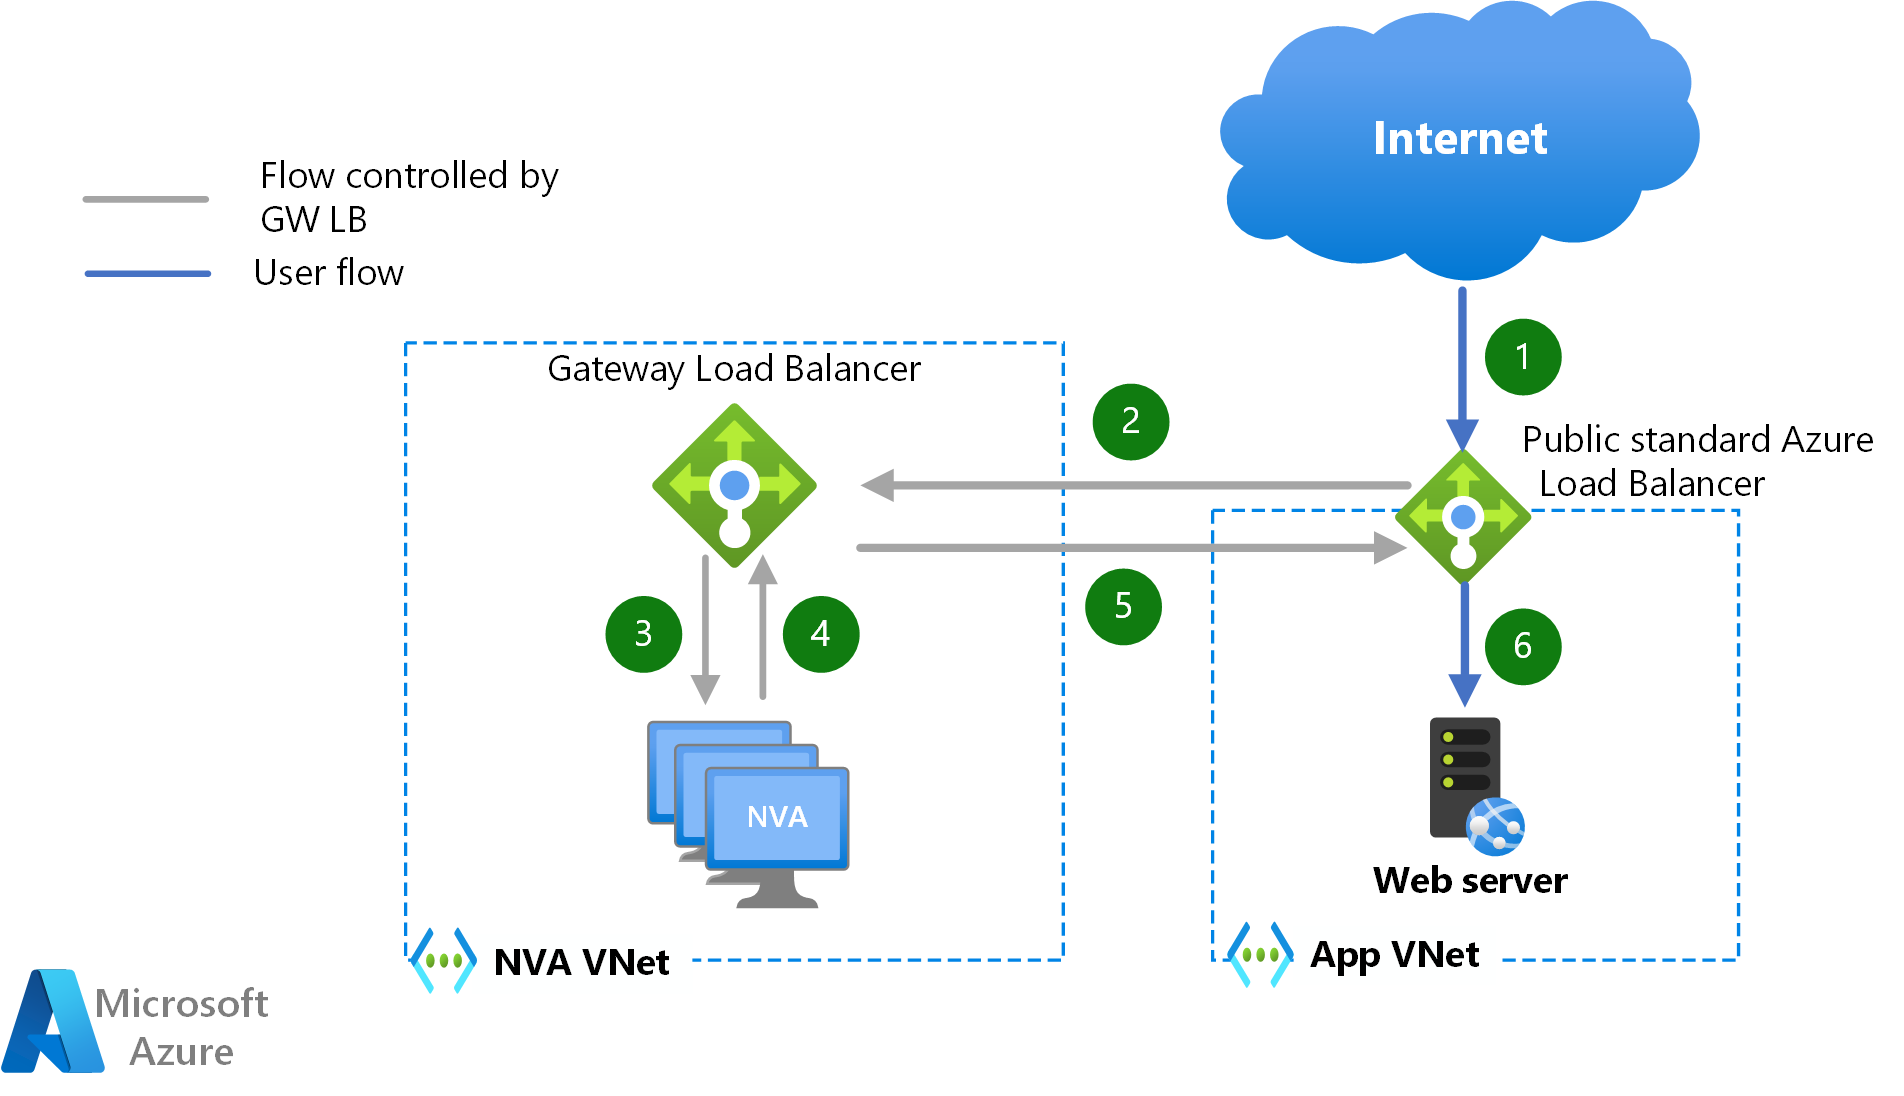 Internet
Flow controlled by
GW LB
User flow
1
Gateway Load Balancer
2
Public standard Azure
Load Balancer
5
3
4
6
NVA
Web server
NVA VNet
App VNet
Microsoft
Azure